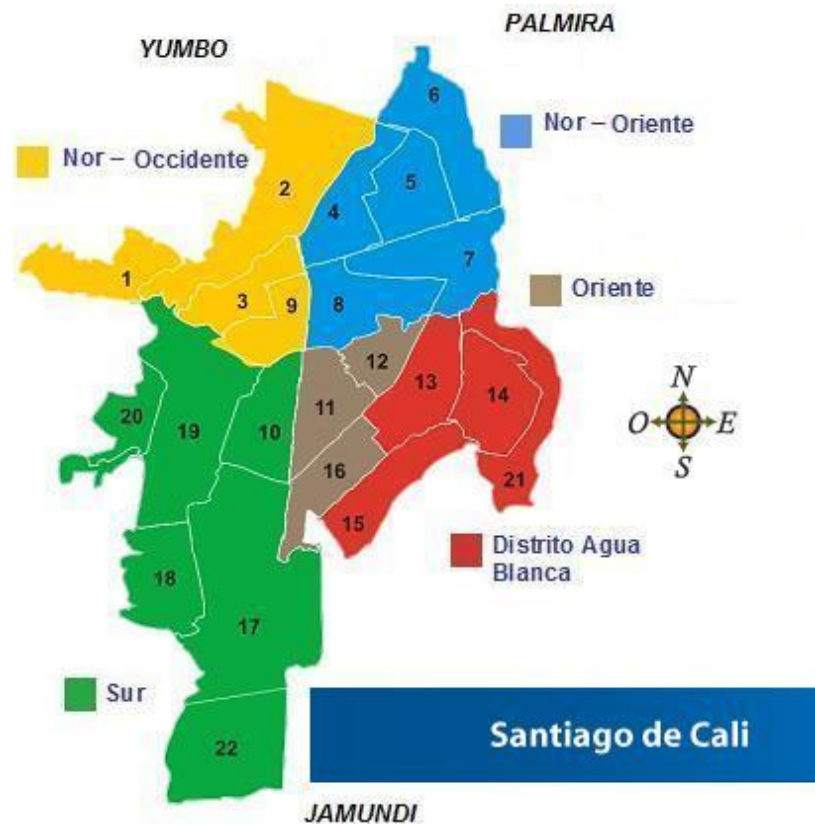 PALMIRA
YUMBO
6
Nor – Oriente
Nor – Occidente
5
2
4
7
1
Oriente
3
9
8
12
13
N
14
11
20
10
O
E
19
S
16
21
15
Distrito Agua
Blanca
18
17
Sur
Santiago de Cali
22
JAMUNDI